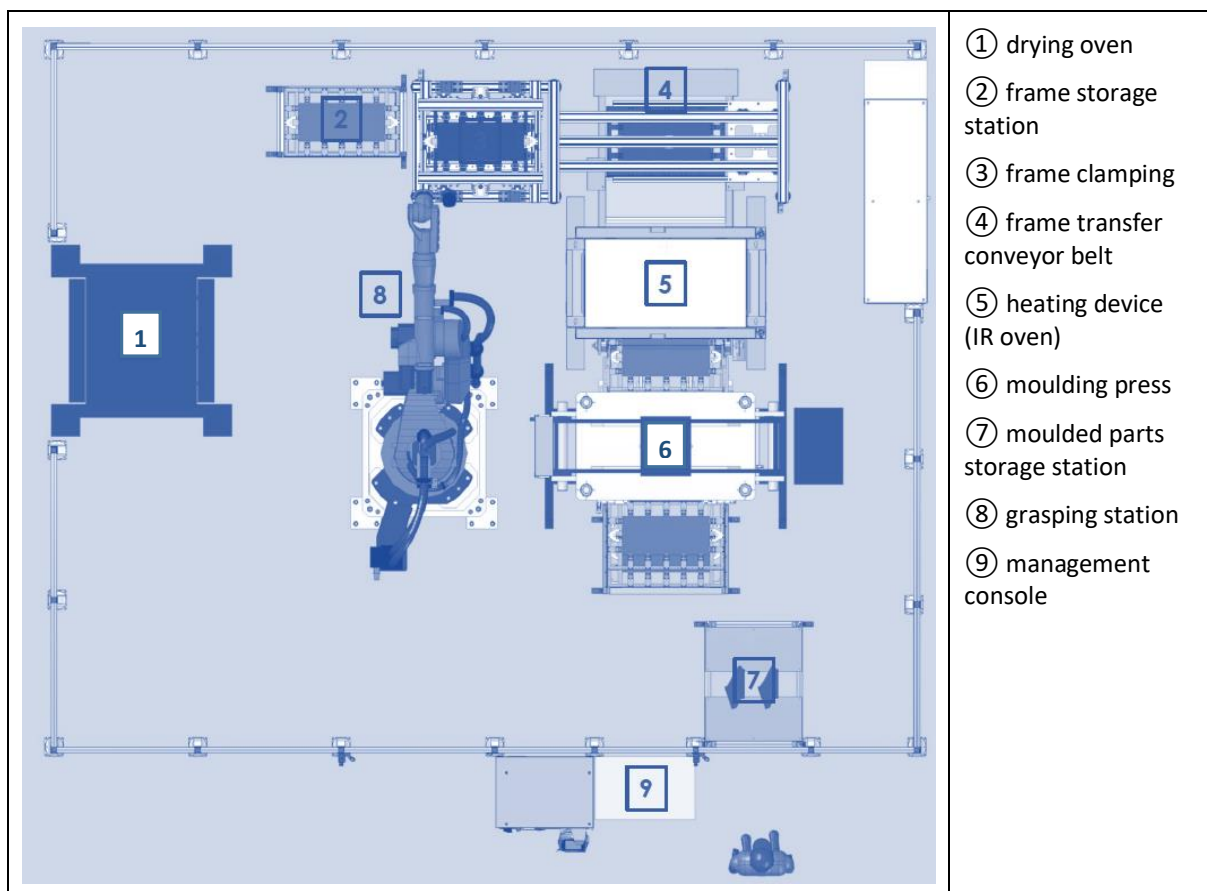 2
4
3
5
8
1
6
7
9
① drying oven
② frame storage
station
③ frame clamping
④ frame transfer
conveyor belt
⑤ heating device
(IR oven)
⑥ moulding press
⑦ moulded parts
storage station
⑧ grasping station
⑨ management
console